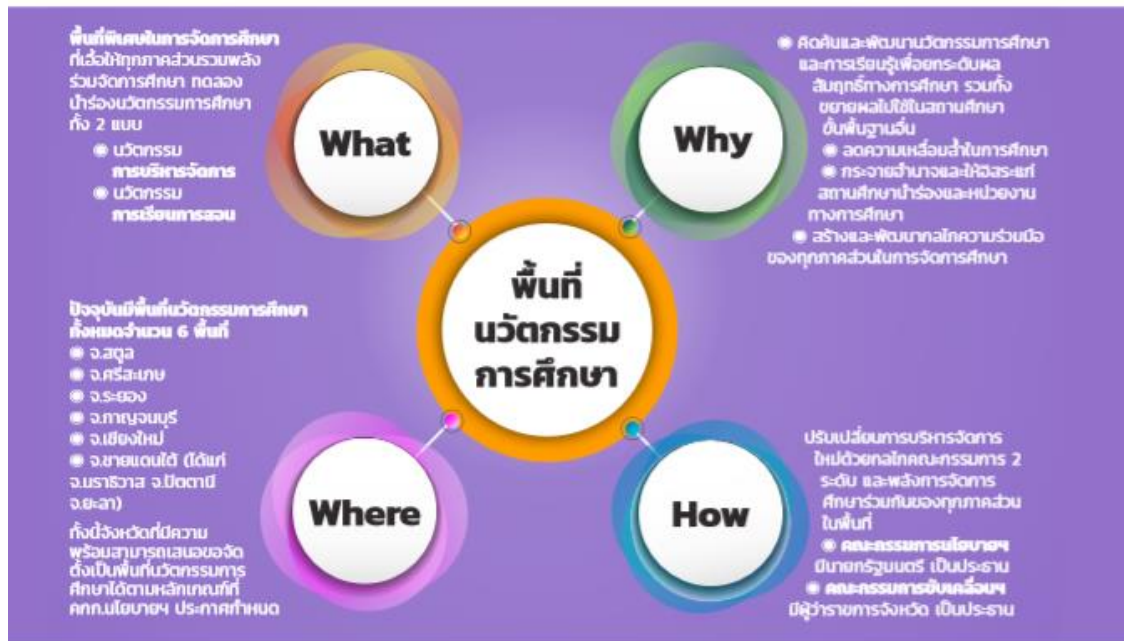 พื้นที่พิเศษในการจัดการศึกษา
ที่เอื้อให้ทุกภาคส่วนรวมพลัง
ร่วมจัดการศึกษา ทดลอง
นำร่องนวัตกรรมการศึกษา
ทั้ง 2 แบบ
นวัตกรรม
การบริหารจัดการ
นวัตกรรม
การเรียนการสอน
What
Why
คิดค้นและพัฒนานวัตกรรมการศึกษา
และการเรียนรู้เพื่อยกระดับผล
สัมฤทธิ์ทางการศึกษา รวมทั้ง
ขยายผลไปใช้ในสถานศึกษา
ขั้นพื้นฐานอื่น
ลดความเหลื่อมล้ำในการศึกษา
กระจายอำนาจและให้อิสระแก่
สถานศึกษานำร่องและหน่วยงาน
ทางการศึกษา
สร้างและพัฒนากลไกความร่วมมือ
ของทุกภาคส่วนในการจัดการศึกษา
พื้นที่
นวัตกรรม
การศึกษา
ปัจจุบันมีพื้นที่นวัตกรรมการศึกษา
ทั้งหมดจำนวน 6 พื้นที่
จ.สตูล
จ.ศรีสะเกษ
จ.ระยอง
จ.กาญจนบุรี
จ.เชียงใหม่
จ.ชายแดนใต้ (ได้แก่
จ.นราธิวาส จ.ปัตตานี
จ.ยะลา)
ทั้งนี้จังหวัดที่มีความ
พร้อมสามารถเสนอขอจัด
ตั้งเป็นพื้นที่นวัตกรรมการ
ศึกษาได้ตามหลักเกณฑ์ที่
คกก.นโยบายฯ ประกาศกำหนด
Where
How
ปรับเปลี่ยนการบริหารจัดการ
ใหม่ด้วยกลไกคณะกรรมการ 2
ระดับ และพลังการจัดการ
ศึกษาร่วมกันของทุกภาคส่วน
ในพื้นที่
คณะกรรมการนโยบายฯ
มีนายกรัฐมนตรี เป็นประธาน
คณะกรรมการขับเคลื่อนฯ
มีผู้ว่าราชการจังหวัด เป็นประธาน